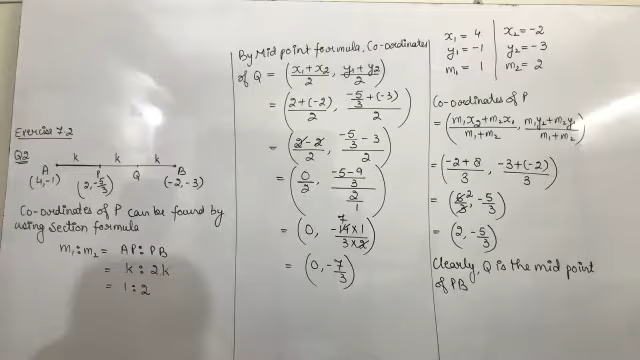 Exercise 7.2
Q2
k k k
A P Q B
(4,-1) (2,-5/3) (-2,-3)
Co-ordinates of P can be found by
using Section formula
m₁:m₂ = AP:PB
= k:2k
= 1:2
x₁ = 4 x₂ = -2
y₁ = -1 y₂ = -3
m₁ = 1 m₂ = 2
Co-ordinates of P
= ((m₁x₂+m₂x₁)/(m₁+m₂), (m₁y₂+m₂y₁)/(m₁+m₂))
= ((-2+8)/3, (-3+(-2))/3)
= (6/3 2, -5/3)
= (2, -5/3)
Clearly, Q is the mid point
of PB
By Mid point formula, Co-ordinates
of Q = ((x₁+x₂)/2, (y₁+y₂)/2)
= ((2+(-2))/2, (-5/3+(-3))/2)
= ((2-2)/2, (-5/3-3)/2)
= (0/2, ((-5-9)/3)/(2/1))
= (0, (-14 7×1)/(3×2))
= (0, -7/3)